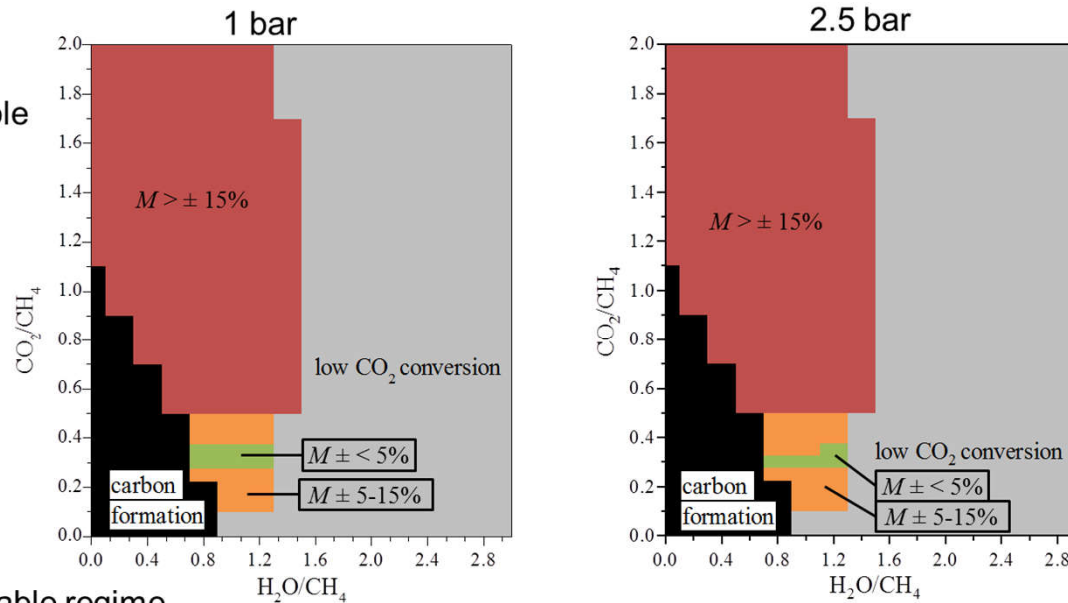 1 bar
2.0
1.8
1.6
1.4
1.2
1.0
0.8
0.6
0.4
0.2
0.0
CO₂/CH₄
M > ± 15%
low CO₂ conversion
M ± < 5%
M ± 5-15%
carbon
formation
0.0 0.4 0.8 1.2 1.6 2.0 2.4 2.8
H₂O/CH₄
2.5 bar
2.0
1.8
1.6
1.4
1.2
1.0
0.8
0.6
0.4
0.2
0.0
CO₂/CH₄
M > ± 15%
low CO₂ conversion
M ± < 5%
M ± 5-15%
carbon
formation
0.0 0.4 0.8 1.2 1.6 2.0 2.4 2.8
H₂O/CH₄